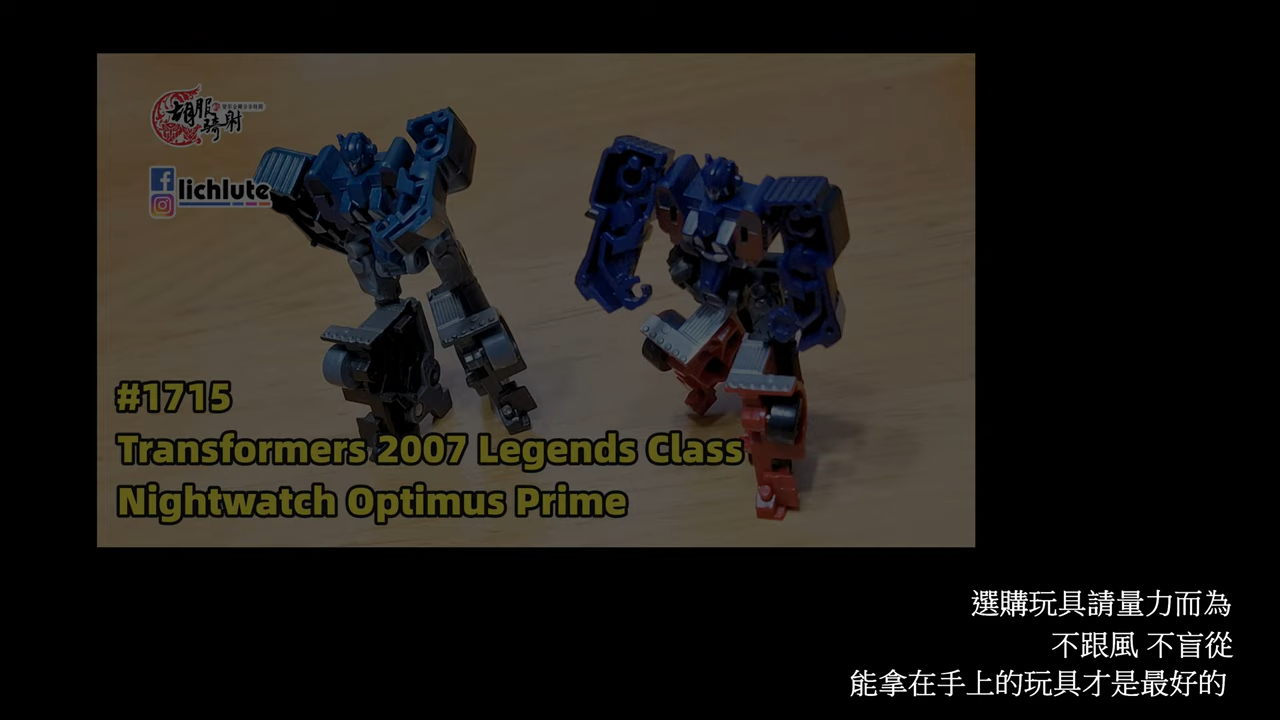 胡服騎射
lichlute
#1715
Transformers 2007 Legends Class
Nightwatch Optimus Prime
選購玩具請量力而為
不跟風 不盲從
能拿在手上的玩具才是最好的